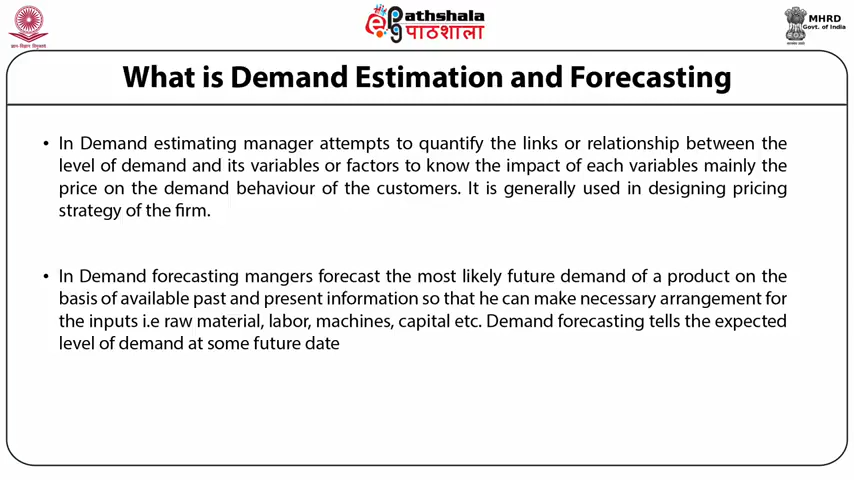 ज्ञान-विज्ञान विमुक्तये
e Pathshala
पाठशाला
MHRD
Govt. of India
What is Demand Estimation and Forecasting
• In Demand estimating manager attempts to quantify the links or relationship between the
level of demand and its variables or factors to know the impact of each variables mainly the
price on the demand behaviour of the customers. It is generally used in designing pricing
strategy of the firm.
• In Demand forecasting mangers forecast the most likely future demand of a product on the
basis of available past and present information so that he can make necessary arrangement for
the inputs i.e raw material, labor, machines, capital etc. Demand forecasting tells the expected
level of demand at some future date